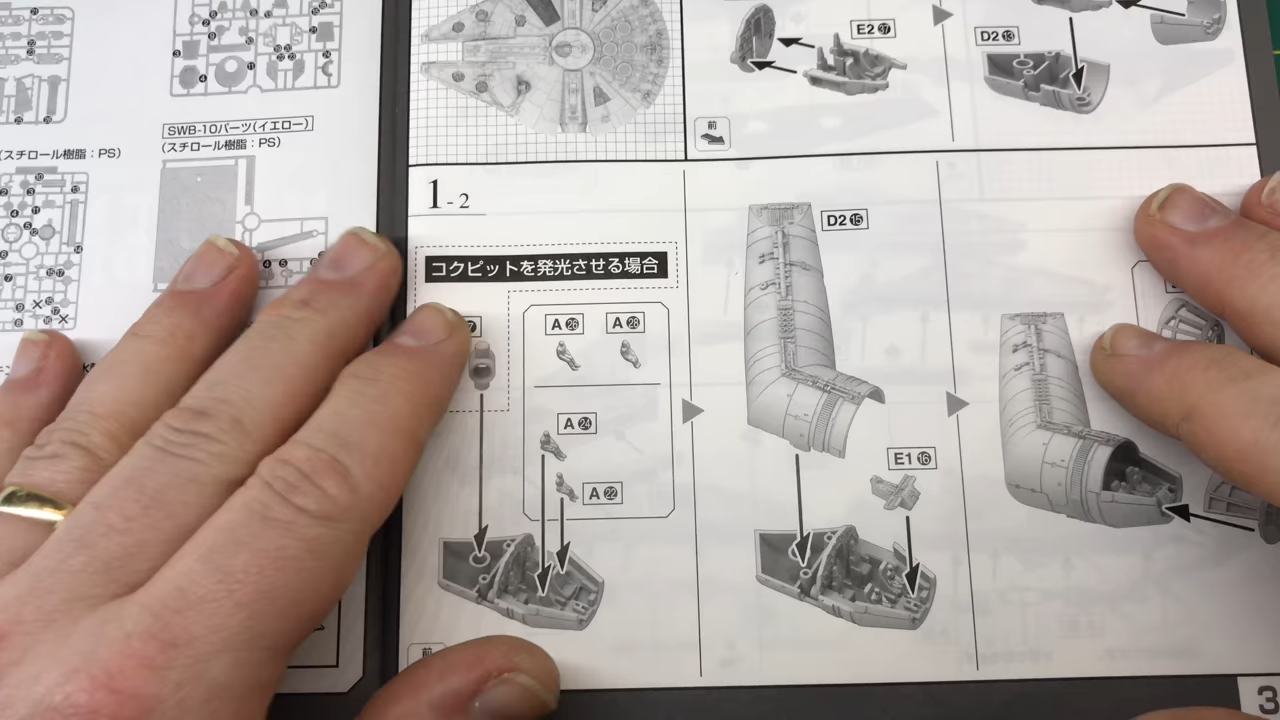 SWB-10パーツ(イエロー)
(スチロール樹脂:PS)
(スチロール樹脂:PS)
E2 37
D2 13
前
1-2
コクピットを発光させる場合
A 26
A 28
A 24
A 22
D2 15
E1 16
前
3